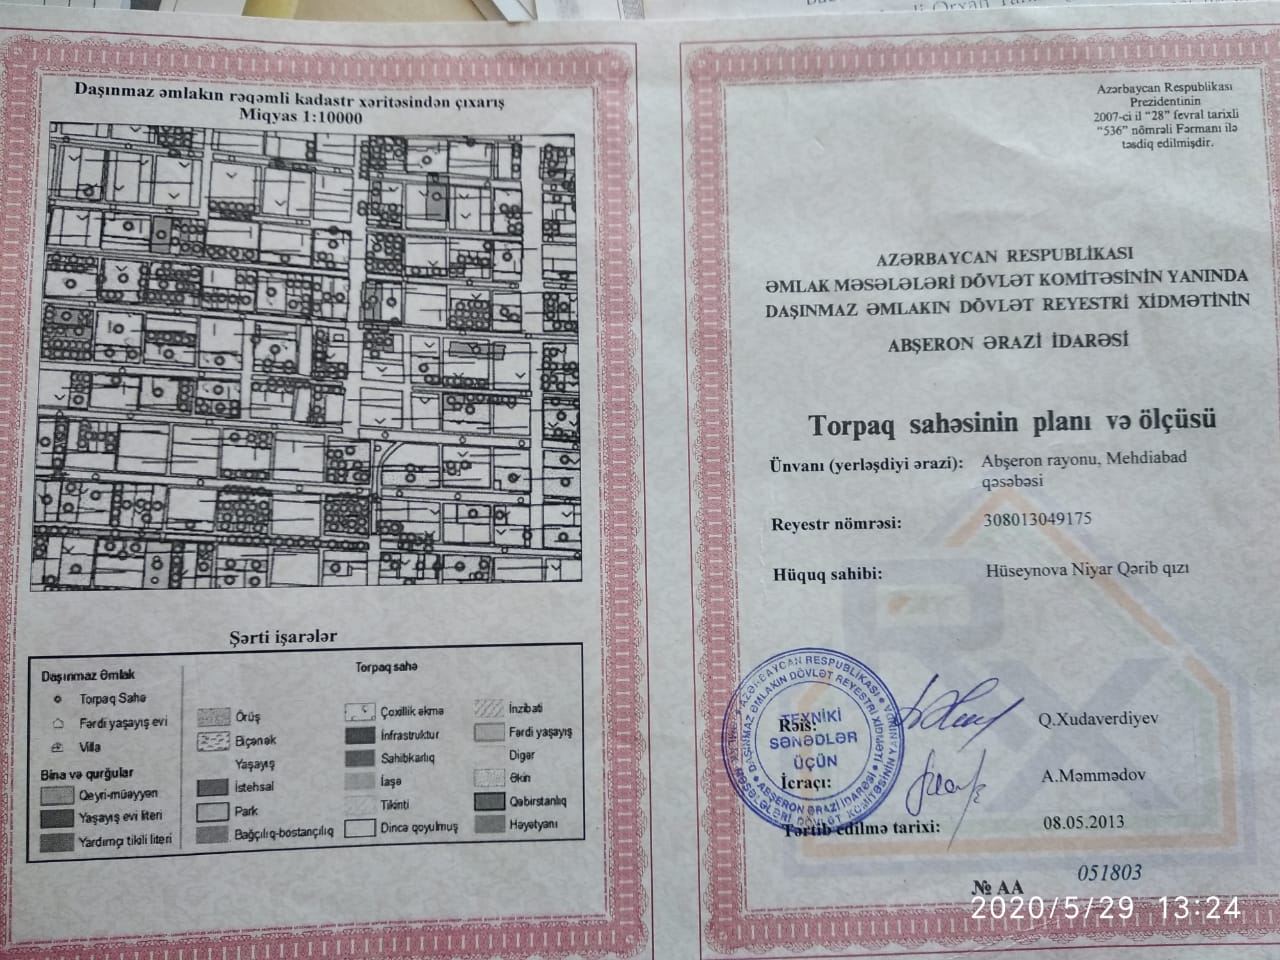 Daşınmaz əmlakın rəqəmli kadastr xəritəsindən çıxarış
Miqyas 1:10000
Şərti işarələr
Daşınmaz Əmlak
Torpaq Sahə
Fərdi yaşayış evi
Villa
Bina və qurğular
Qeyri-müəyyən
Yaşayış evi literi
Yardımçı tikili literi
Torpaq sahə
Örüş
Biçənək
Yaşayış
İstehsal
Park
Bağçılıq-bostançılıq
Çoxillik əkmə
İnfrastruktur
Sahibkarlıq
İaşə
Tikinti
Dincə qoyulmuş
İnzibati
Fərdi yaşayış
Digər
Əkin
Qəbirstanlıq
Həyətyanı
Azərbaycan Respublikası
Prezidentinin
2007-ci il "28" fevral tarixli
"536" nömrəli Fərmanı ilə
təsdiq edilmişdir.
AZƏRBAYCAN RESPUBLİKASI
ƏMLAK MƏSƏLƏLƏRİ DÖVLƏT KOMİTƏSİNİN YANINDA
DAŞINMAZ ƏMLAKIN DÖVLƏT REYESTRİ XİDMƏTİNİN
ABŞERON ƏRAZİ İDARƏSİ
Torpaq sahəsinin planı və ölçüsü
Ünvanı (yerləşdiyi ərazi): Abşeron rayonu, Mehdiabad
qəsəbəsi
Reyestr nömrəsi: 308013049175
Hüquq sahibi: Hüseynova Niyar Qərib qızı
TEXNİKİ
SƏNƏDLƏR
ÜÇÜN
Rəis: Q.Xudaverdiyev
İcraçı: A.Məmmədov
Tərtib edilmə tarixi: 08.05.2013
№ AA 051803
2020/5/29 13:24